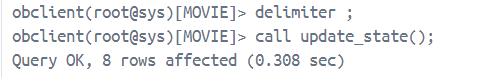 obclient(root@sys)[MOVIE]> delimiter ;
obclient(root@sys)[MOVIE]> call update_state();
Query OK, 8 rows affected (0.308 sec)